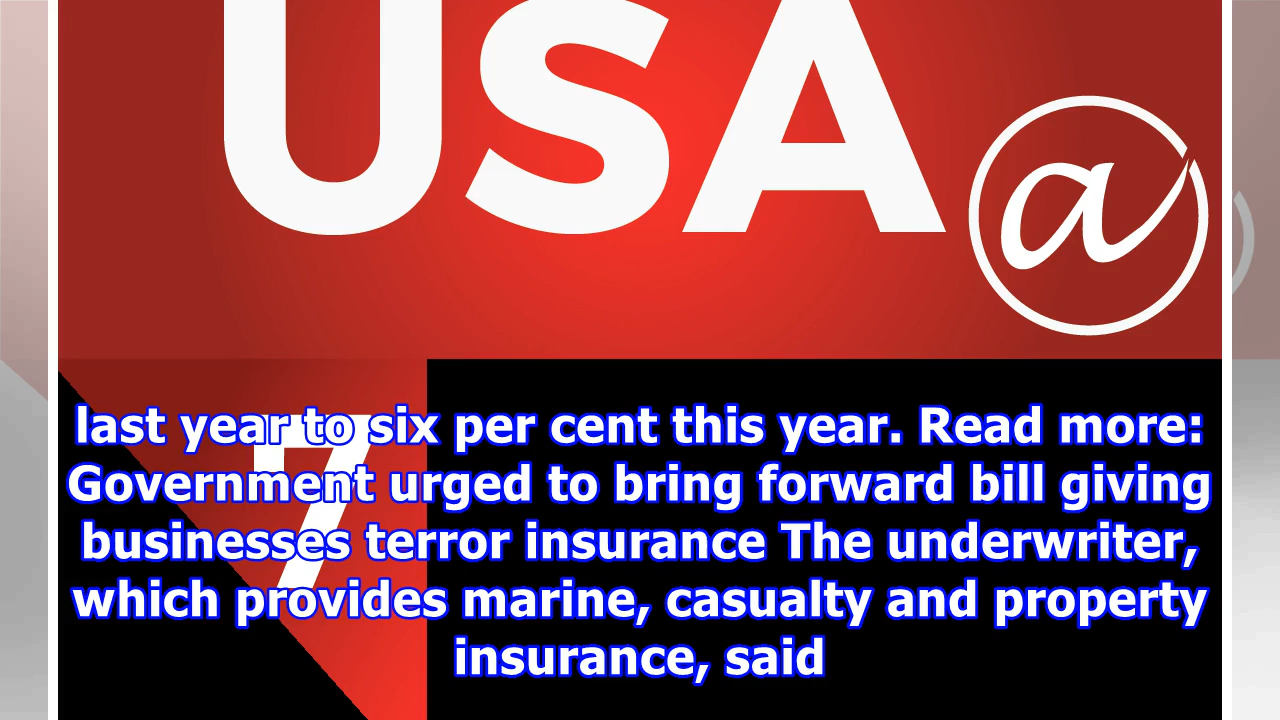 USA
a
7
last year to six per cent this year. Read more:
Government urged to bring forward bill giving
businesses terror insurance The underwriter,
which provides marine, casualty and property
insurance, said